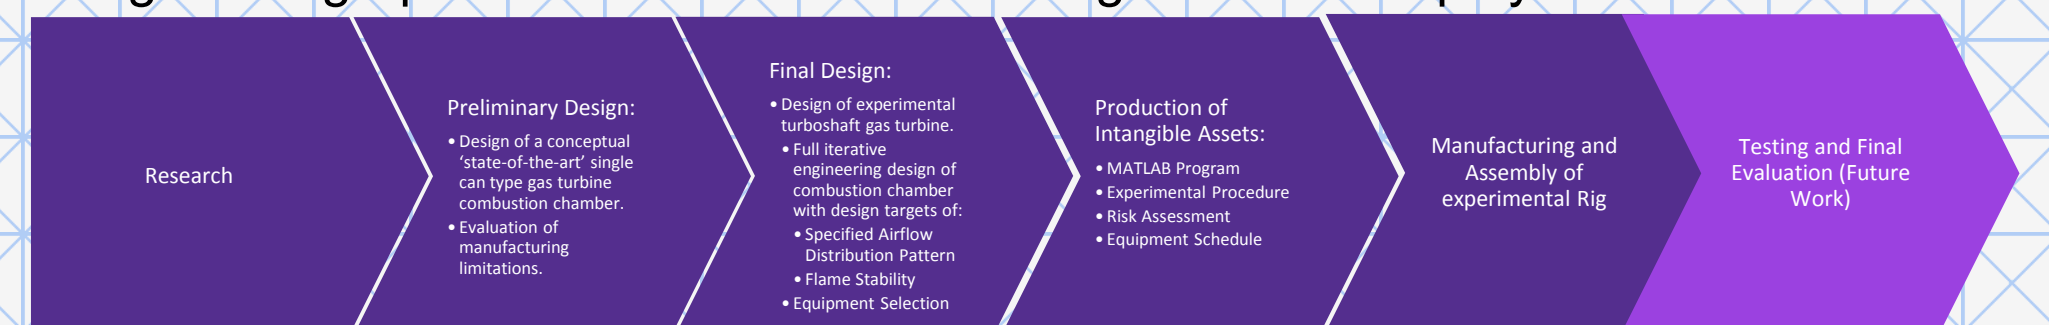 Research
Preliminary Design:
• Design of a conceptual
‘state-of-the-art’ single
can type gas turbine
combustion chamber.
• Evaluation of
manufacturing
limitations.
Final Design:
• Design of experimental
turboshaft gas turbine.
• Full iterative
engineering design of
combustion chamber
with design targets of:
• Specified Airflow
Distribution Pattern
• Flame Stability
• Equipment Selection
Production of
Intangible Assets:
• MATLAB Program
• Experimental Procedure
• Risk Assessment
• Equipment Schedule
Manufacturing and
Assembly of
experimental Rig
Testing and Final
Evaluation (Future
Work)